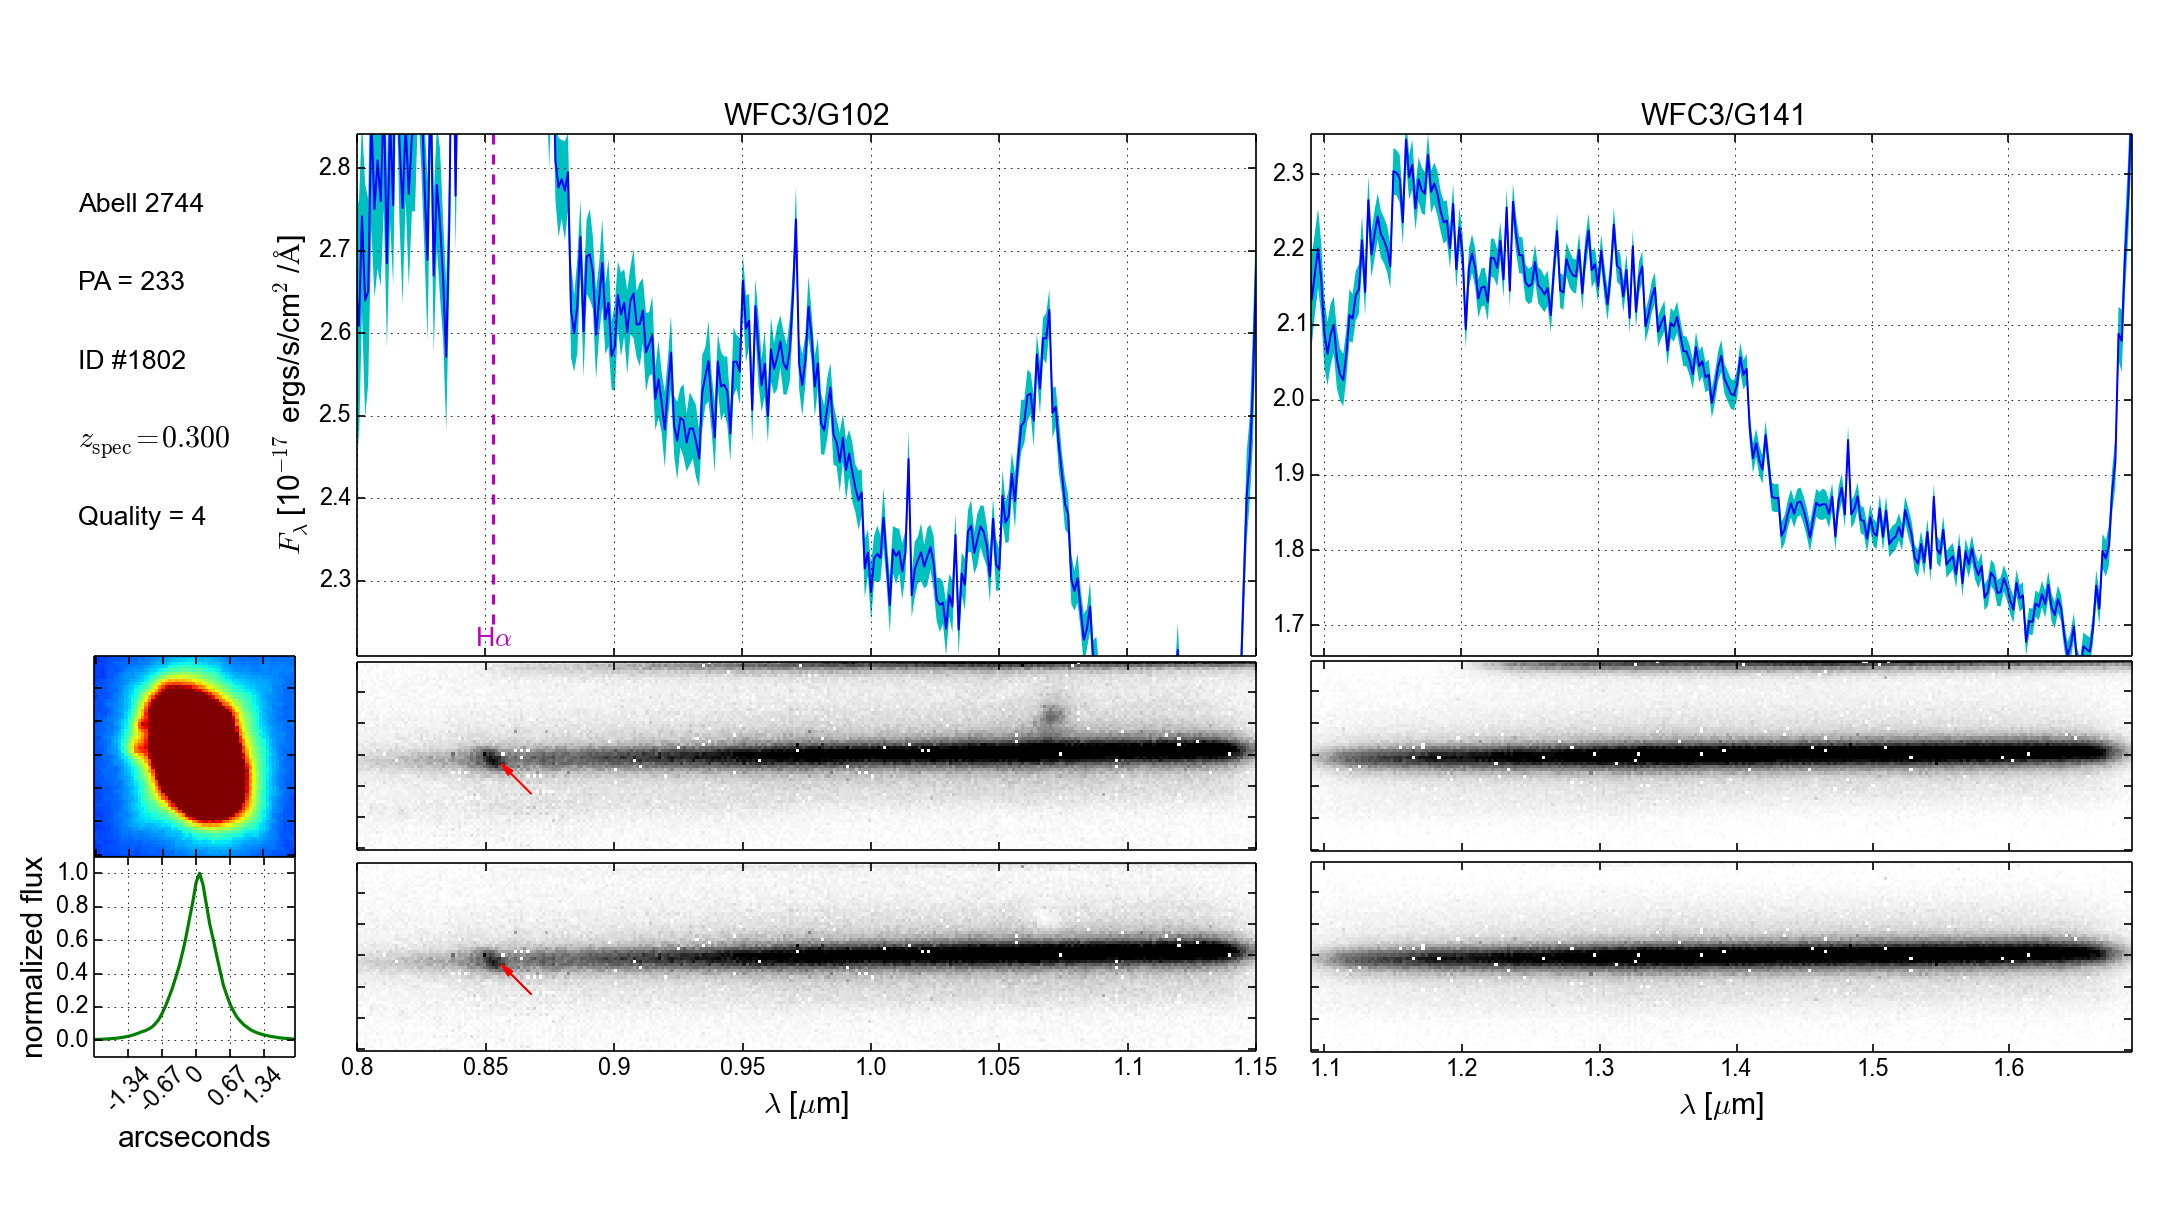 WFC3/G102
WFC3/G141
Abell 2744
PA = 233
ID #1802
z_spec = 0.300
Quality = 4
F_λ [10^−17 ergs/s/cm^2 /Å]
2.8
2.7
2.6
2.5
2.4
2.3
Hα
2.3
2.2
2.1
2.0
1.9
1.8
1.7
normalized flux
1.0
0.8
0.6
0.4
0.2
0.0
-1.34 -0.67 0 0.67 1.34
arcseconds
0.8 0.85 0.9 0.95 1.0 1.05 1.1 1.15
λ [μm]
1.1 1.2 1.3 1.4 1.5 1.6
λ [μm]